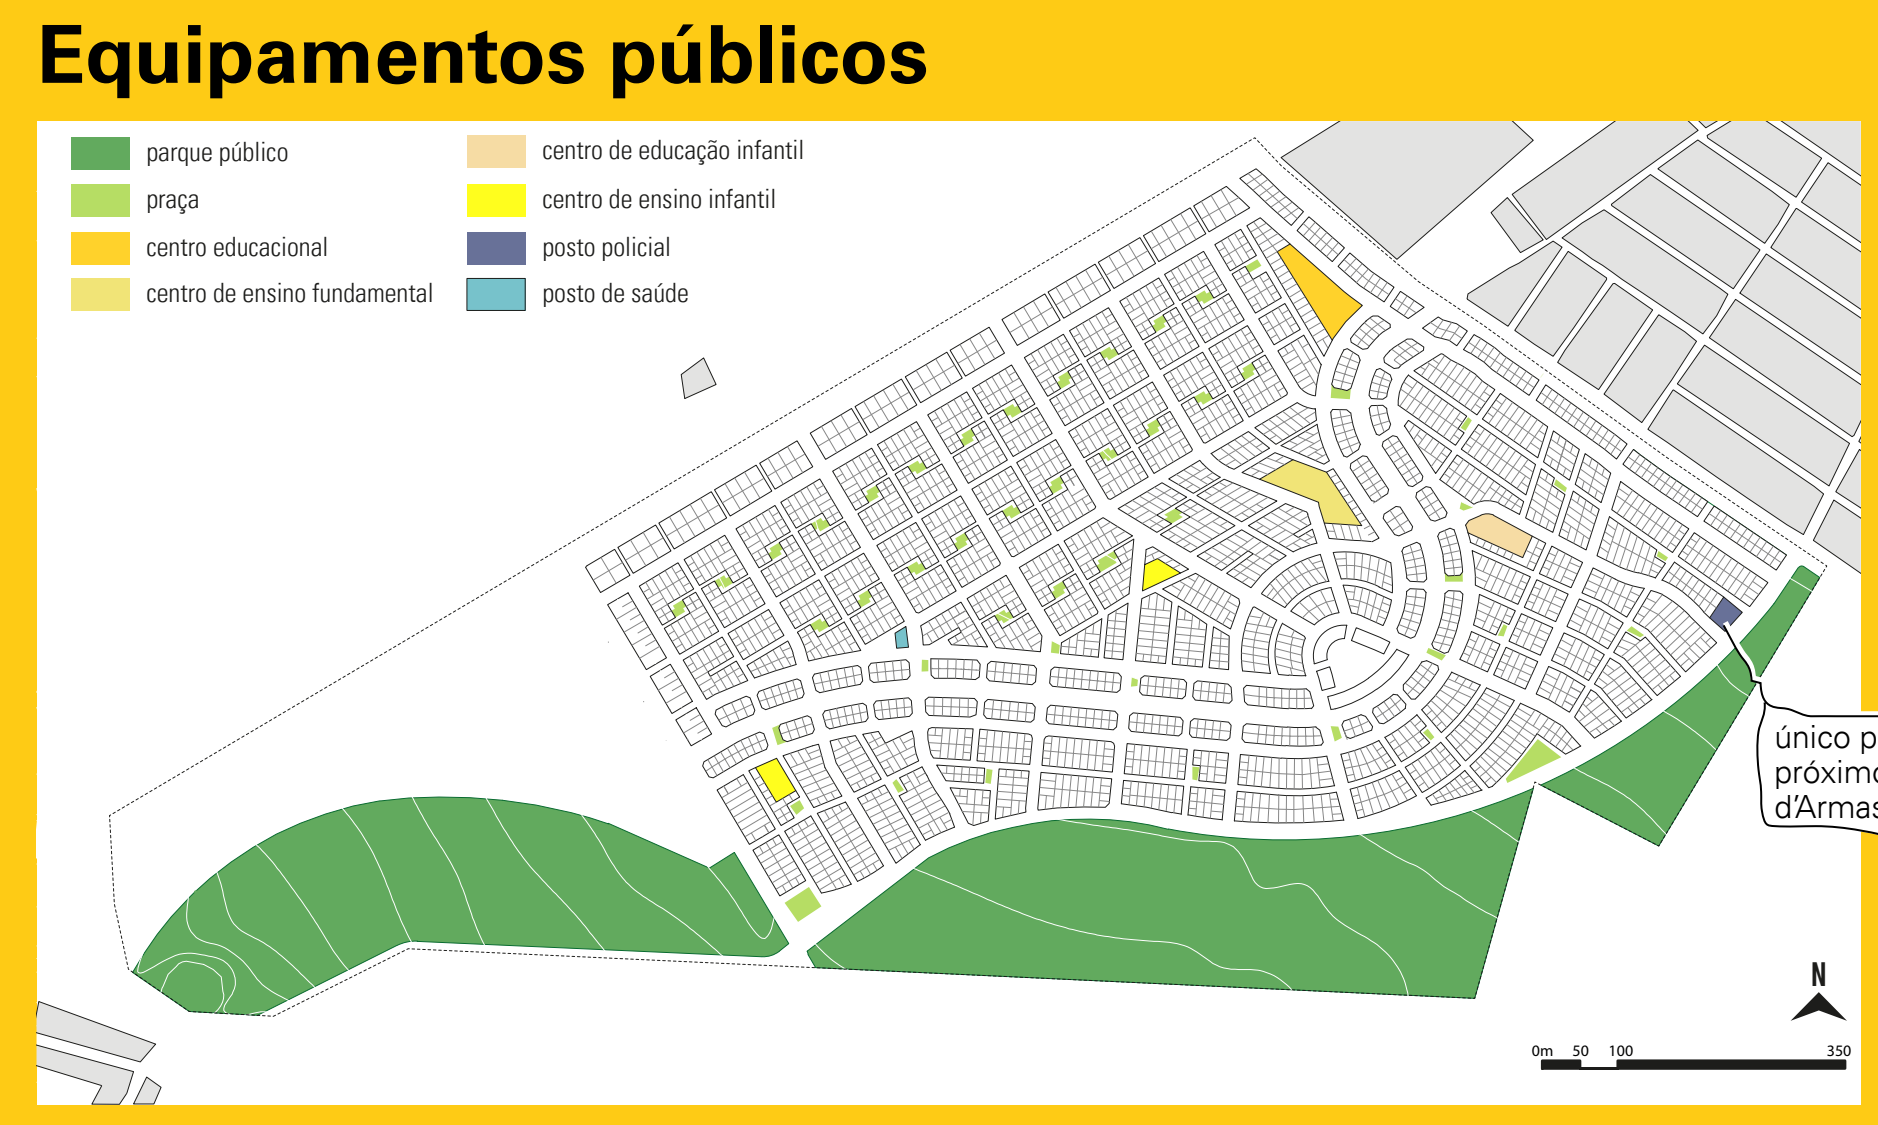 Equipamentos públicos
parque público
praça
centro educacional
centro de ensino fundamental
centro de educação infantil
centro de ensino infantil
posto policial
posto de saúde
único
N
0m 50 100 350